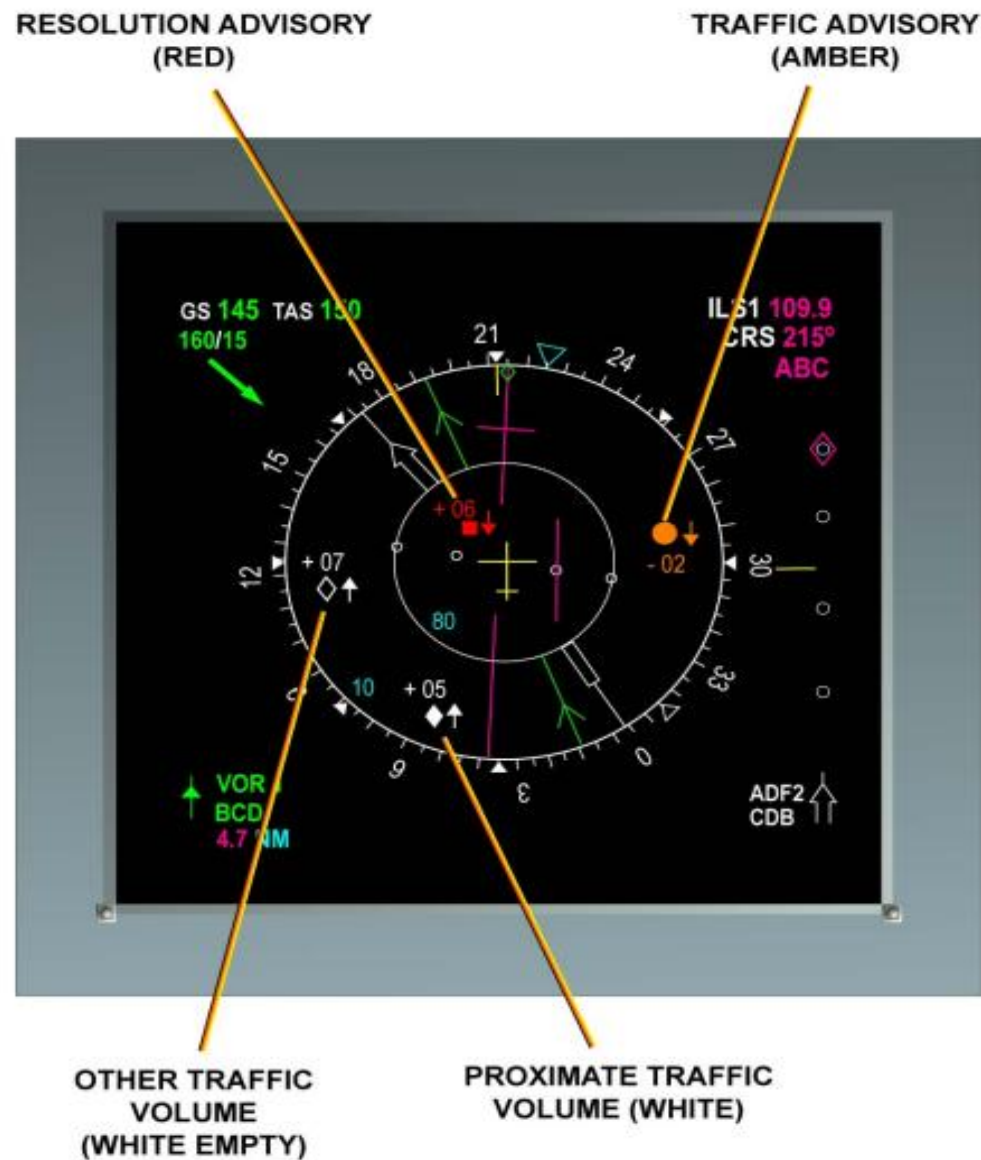 RESOLUTION ADVISORY
(RED)
TRAFFIC ADVISORY
(AMBER)
GS 145 TAS 150
160/15
ILS1 109.9
CRS 215°
ABC
21
24
27
30
33
0
3
6
12
15
18
+ 06
- 02
+ 07
+ 05
80
10
VOR
BCD
4.7 NM
ADF2
CDB
OTHER TRAFFIC
VOLUME
(WHITE EMPTY)
PROXIMATE TRAFFIC
VOLUME (WHITE)